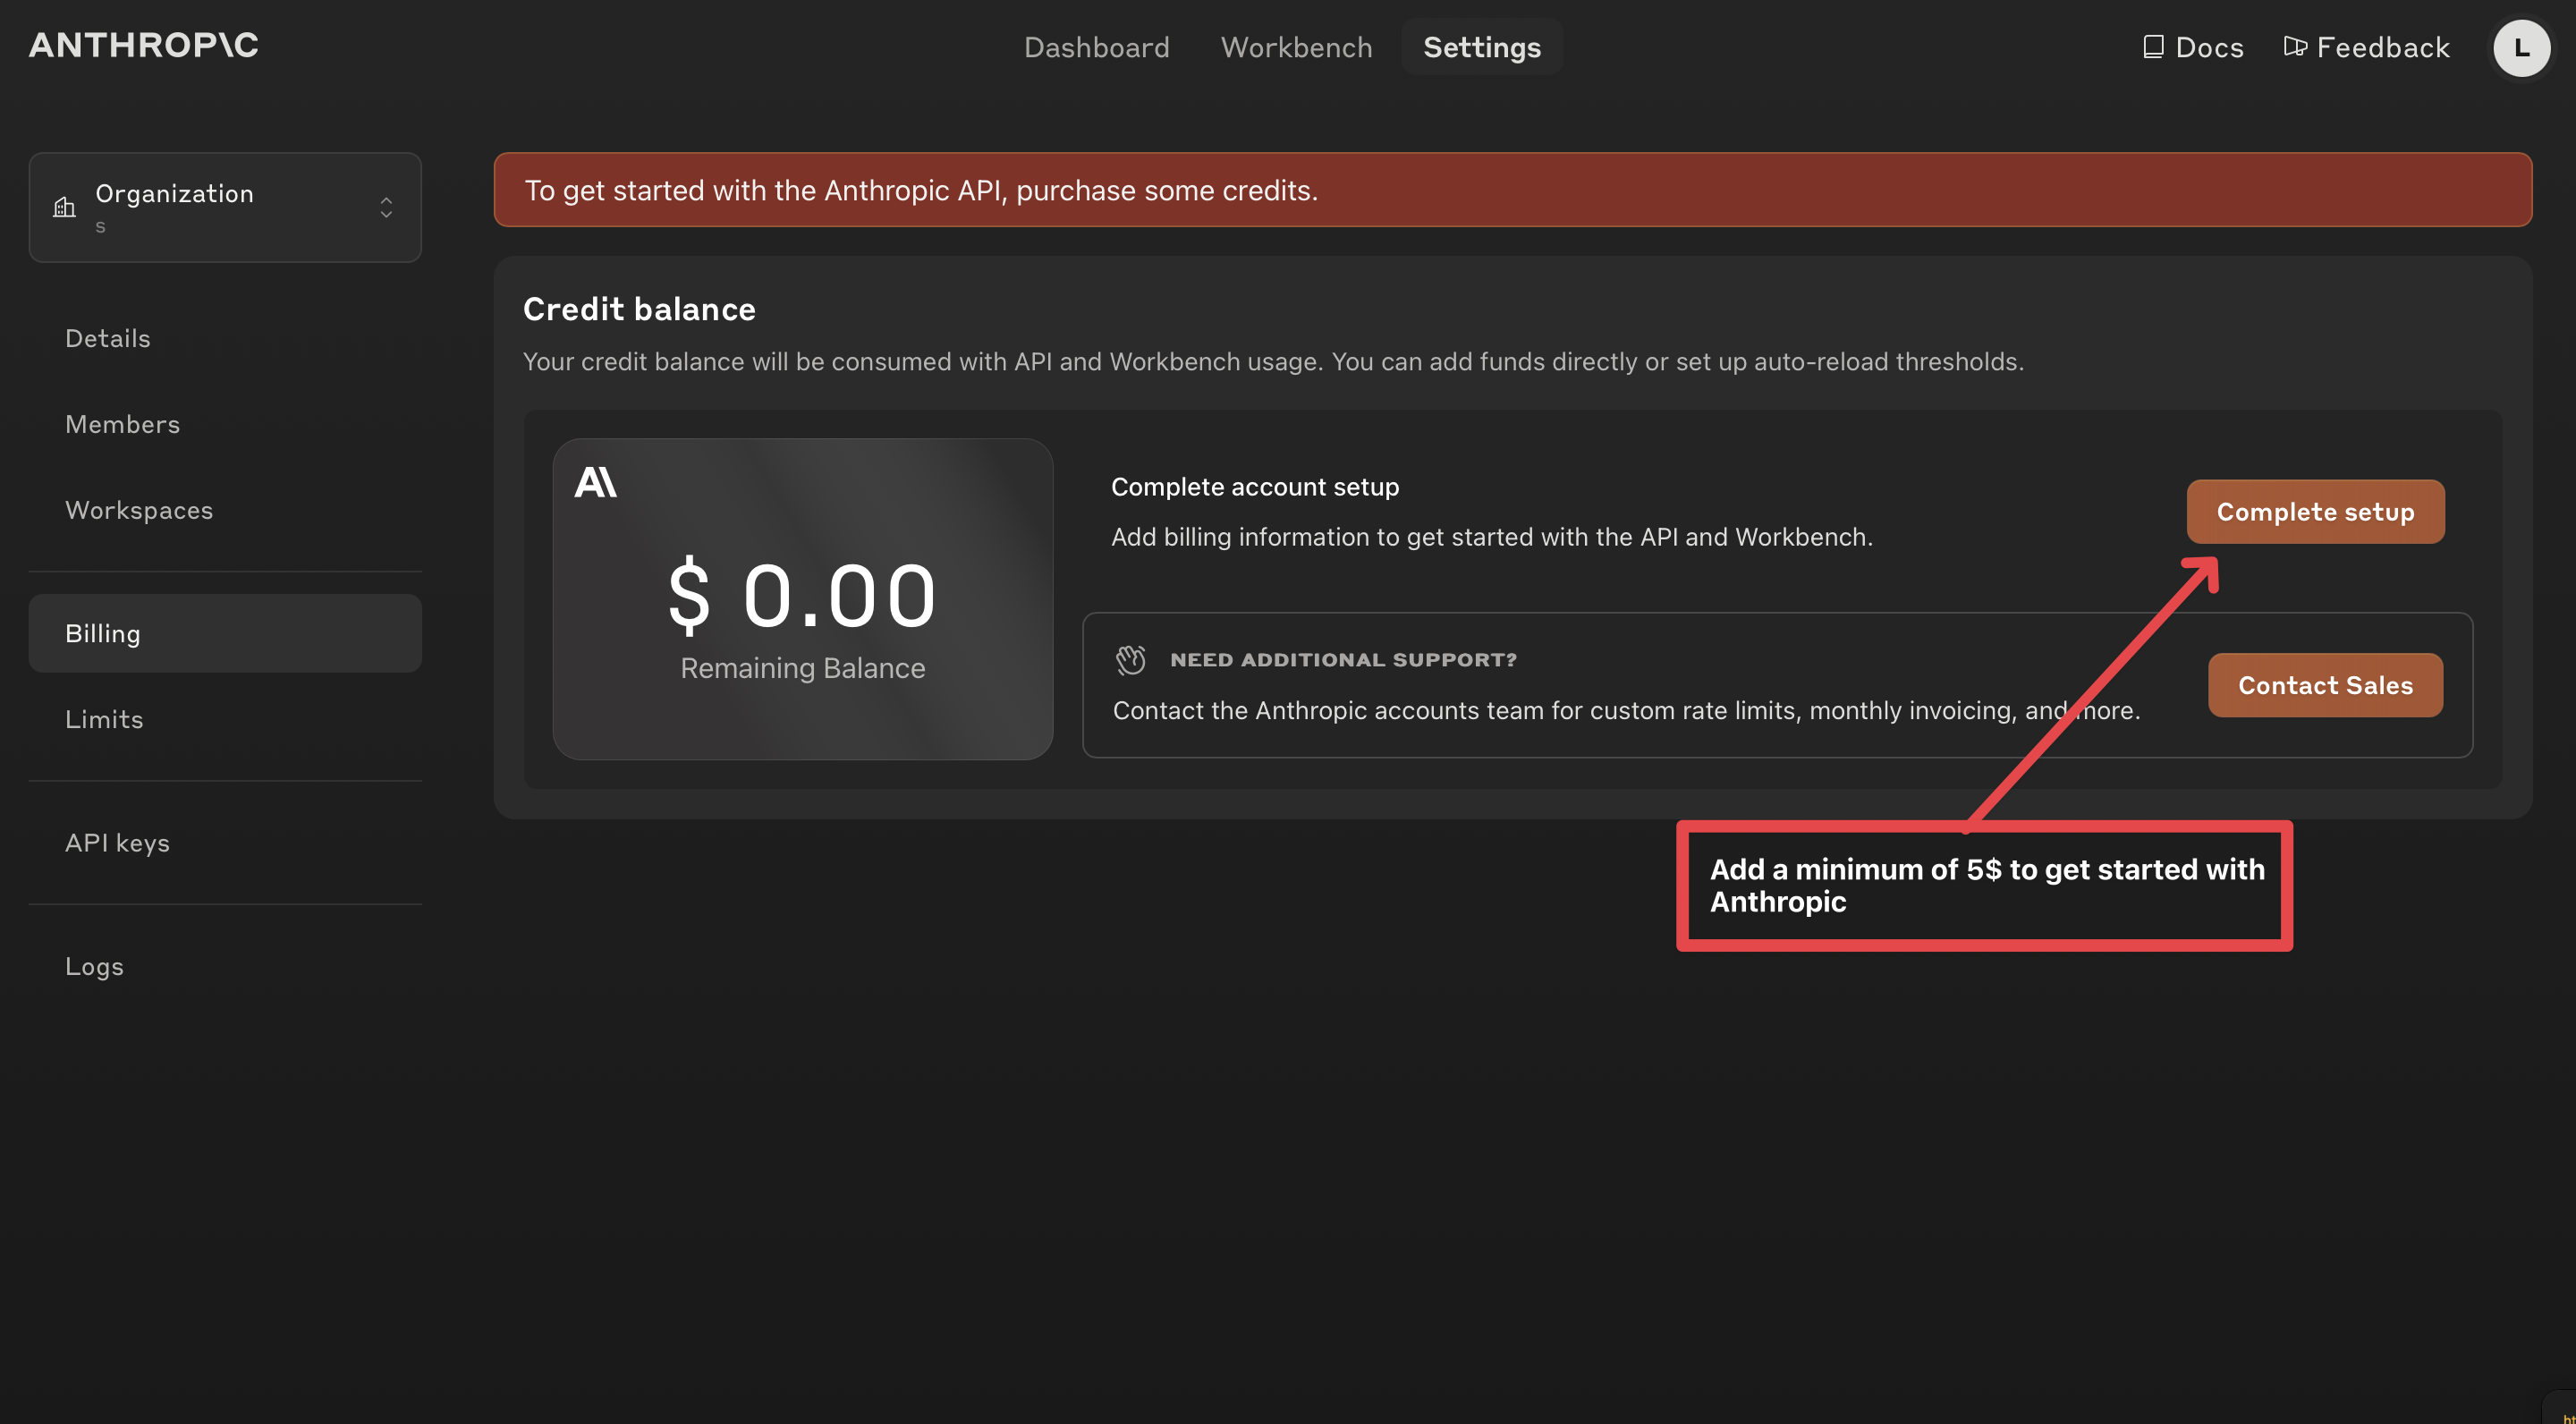 ANTHROP\C
Dashboard
Workbench
Settings
Docs
Feedback
L
Organization
s
Details
Members
Workspaces
Billing
Limits
API keys
Logs
To get started with the Anthropic API, purchase some credits.
Credit balance
Your credit balance will be consumed with API and Workbench usage. You can add funds directly or set up auto-reload thresholds.
A\
$ 0.00
Remaining Balance
Complete account setup
Add billing information to get started with the API and Workbench.
Complete setup
NEED ADDITIONAL SUPPORT?
Contact the Anthropic accounts team for custom rate limits, monthly invoicing, and more.
Contact Sales
Add a minimum of 5$ to get started with
Anthropic